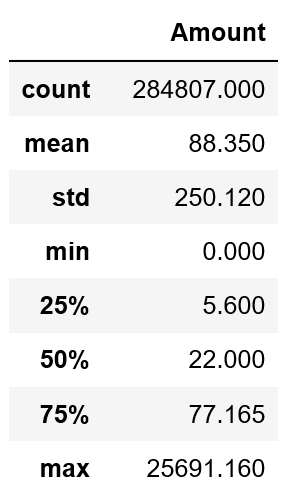 Amount
count 284807.000
mean 88.350
std 250.120
min 0.000
25% 5.600
50% 22.000
75% 77.165
max 25691.160